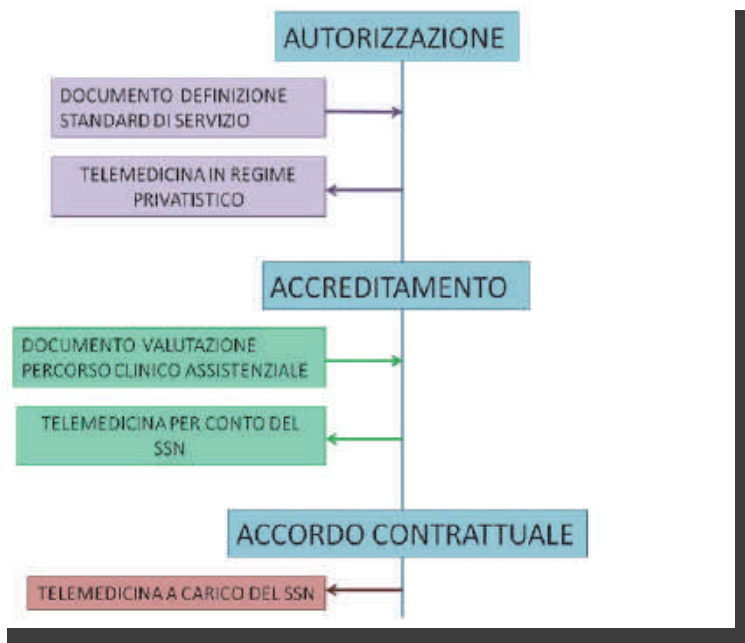 AUTORIZZAZIONE
DOCUMENTO DEFINIZIONE
STANDARD DI SERVIZIO
TELEMEDICINA IN REGIME
PRIVATISTICO
ACCREDITAMENTO
DOCUMENTO VALUTAZIONE
PERCORSO CLINICO ASSISTENZIALE
TELEMEDICINA PER CONTO DEL
SSN
ACCORDO CONTRATTUALE
TELEMEDICINA A CARICO DEL SSN